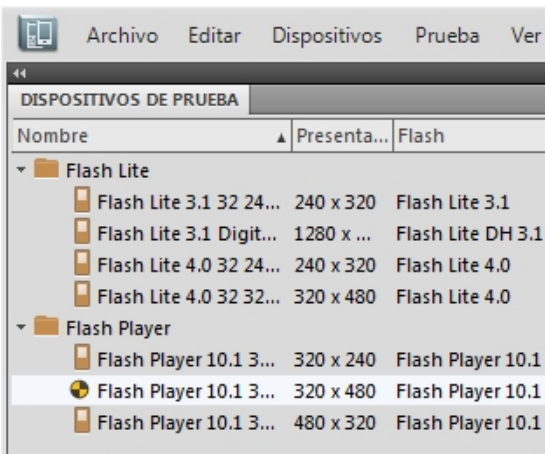 Archivo Editar Dispositivos Prueba Ver
DISPOSITIVOS DE PRUEBA
Nombre Presenta... Flash
Flash Lite
Flash Lite 3.1 32 24... 240 x 320 Flash Lite 3.1
Flash Lite 3.1 Digit... 1280 x ... Flash Lite DH 3.1
Flash Lite 4.0 32 24... 240 x 320 Flash Lite 4.0
Flash Lite 4.0 32 32... 320 x 480 Flash Lite 4.0
Flash Player
Flash Player 10.1 3... 320 x 240 Flash Player 10.1
Flash Player 10.1 3... 320 x 480 Flash Player 10.1
Flash Player 10.1 3... 480 x 320 Flash Player 10.1